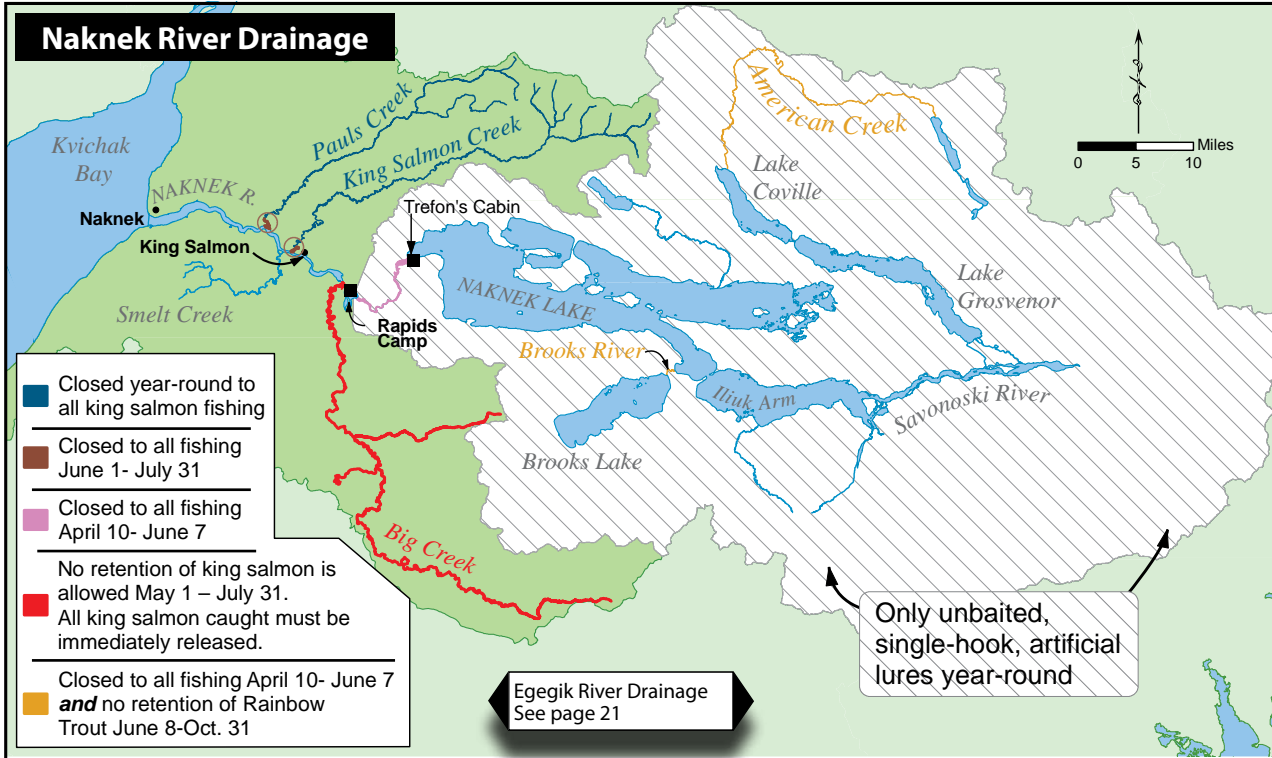 Naknek River Drainage
Kvichak
Bay
Pauls Creek
King Salmon Creek
American Creek
Miles
0 5 10
NAKNEK R.
Naknek
King Salmon
Trefon's Cabin
Lake
Coville
Lake
Grosvenor
NAKNEK LAKE
Smelt Creek
Rapids
Camp
Brooks River
Iliuk Arm
Savonoski River
Brooks Lake
Big Creek
Closed year-round to
all king salmon fishing
Closed to all fishing
June 1- July 31
Closed to all fishing
April 10- June 7
No retention of king salmon is
allowed May 1 – July 31.
All king salmon caught must be
immediately released.
Closed to all fishing April 10- June 7
and no retention of Rainbow
Trout June 8-Oct. 31
Only unbaited,
single-hook, artificial
lures year-round
Egegik River Drainage
See page 21